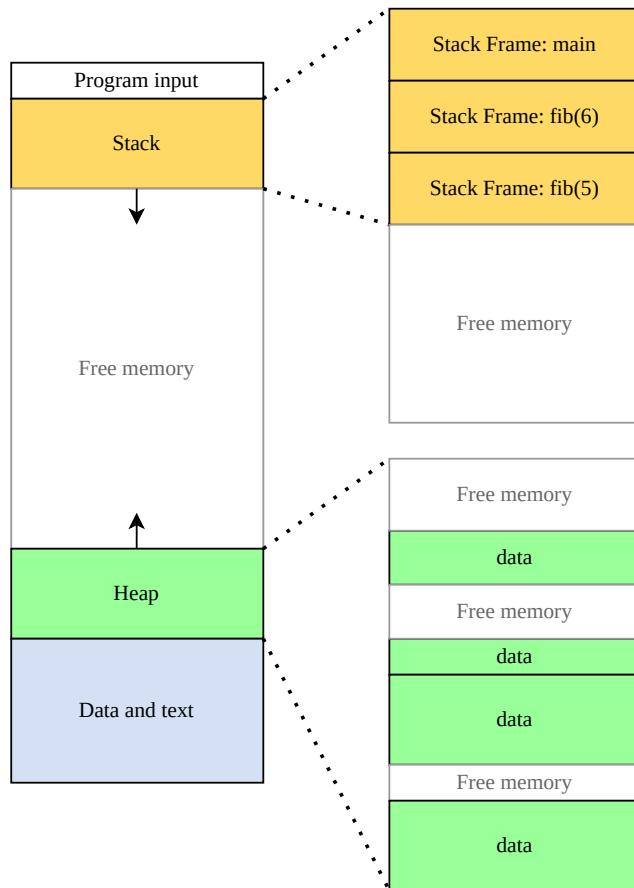 Program input
Stack
Free memory
Heap
Data and text
Stack Frame: main
Stack Frame: fib(6)
Stack Frame: fib(5)
Free memory
Free memory
data
Free memory
data
data
Free memory
data